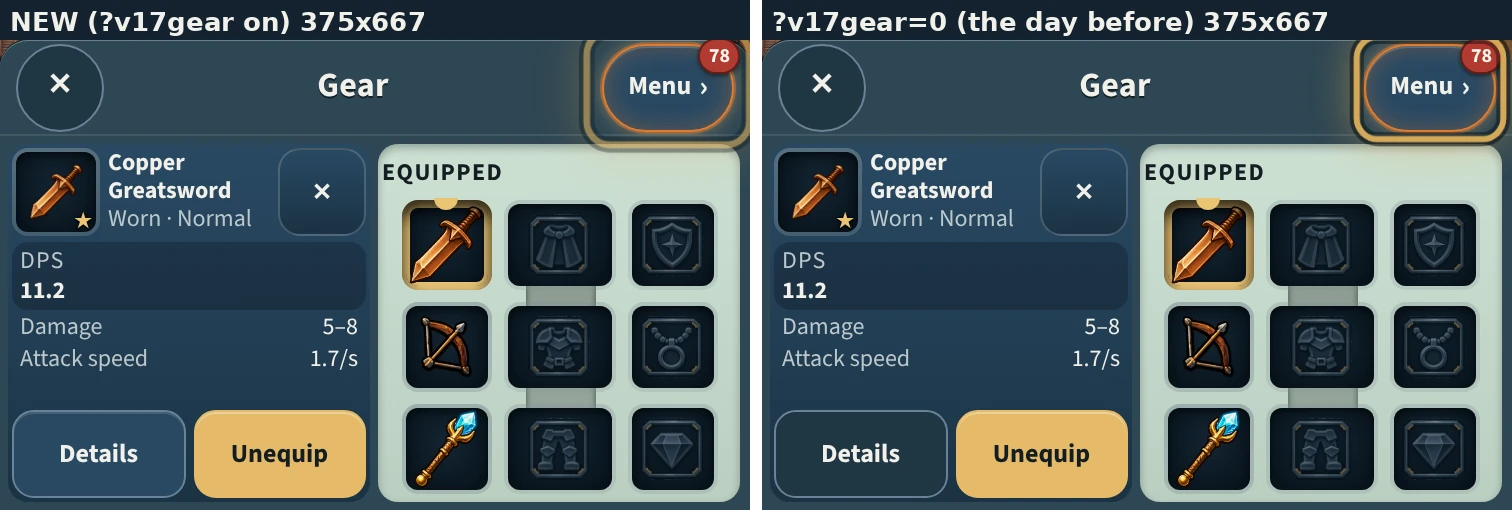 NEW (?v17gear on) 375x667
×
Gear
Menu ›
78
Copper
Greatsword
Worn · Normal
×
DPS
11.2
Damage 5–8
Attack speed 1.7/s
Details
Unequip
EQUIPPED
?v17gear=0 (the day before) 375x667
×
Gear
Menu ›
78
Copper
Greatsword
Worn · Normal
×
DPS
11.2
Damage 5–8
Attack speed 1.7/s
Details
Unequip
EQUIPPED